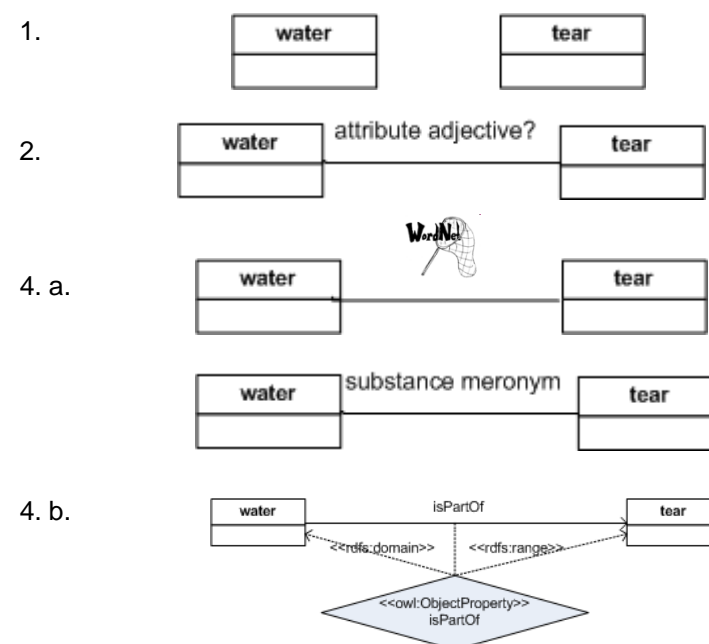 1.
water tear
2.
water attribute adjective? tear
WordNet
4. a.
water tear
water substance meronym tear
4. b.
water isPartOf tear
<<rdfs:domain>> <<rdfs:range>>
<<owl:ObjectProperty>>
isPartOf